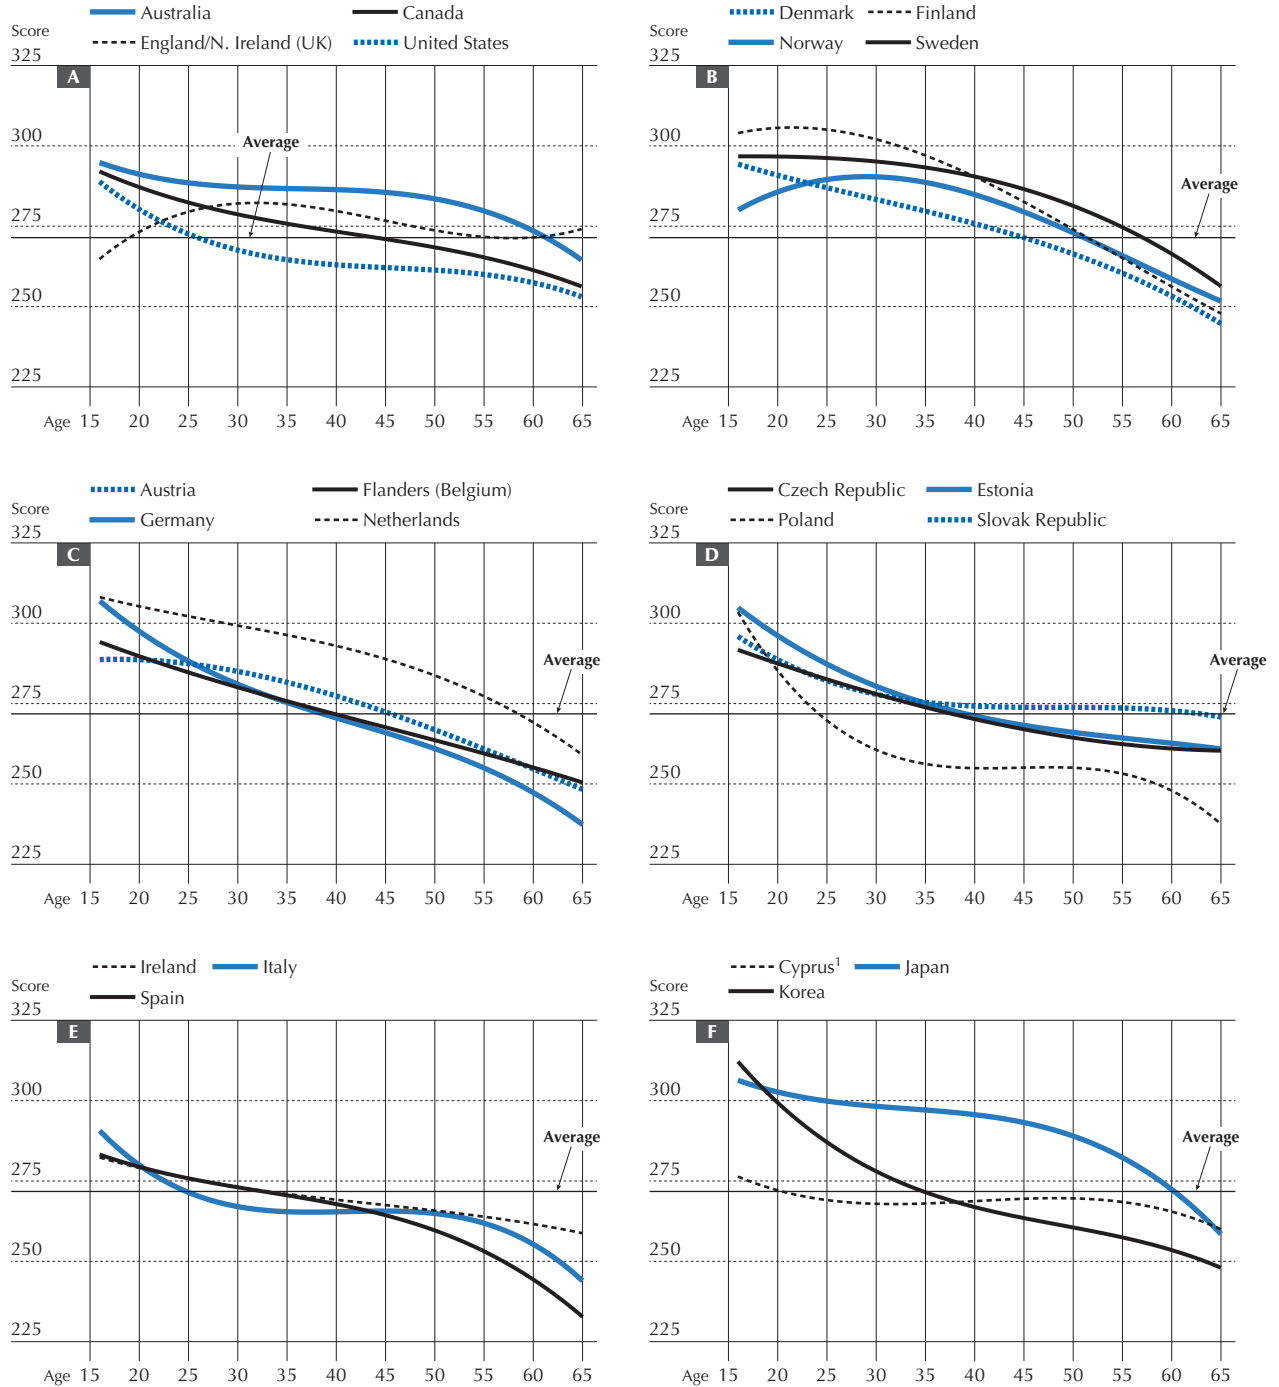 Australia Canada
England/N. Ireland (UK) United States
Score
325
A
300
Average
275
250
225
Age 15 20 25 30 35 40 45 50 55 60 65
Denmark Finland
Norway Sweden
Score
325
B
300
Average
275
250
225
Age 15 20 25 30 35 40 45 50 55 60 65
Austria Flanders (Belgium)
Germany Netherlands
Score
325
C
300
Average
275
250
225
Age 15 20 25 30 35 40 45 50 55 60 65
Czech Republic Estonia
Poland Slovak Republic
Score
325
D
300
Average
275
250
225
Age 15 20 25 30 35 40 45 50 55 60 65
Ireland Italy
Spain
Score
325
E
300
Average
275
250
225
Age 15 20 25 30 35 40 45 50 55 60 65
Cyprus¹ Japan
Korea
Score
325
F
300
Average
275
250
225
Age 15 20 25 30 35 40 45 50 55 60 65